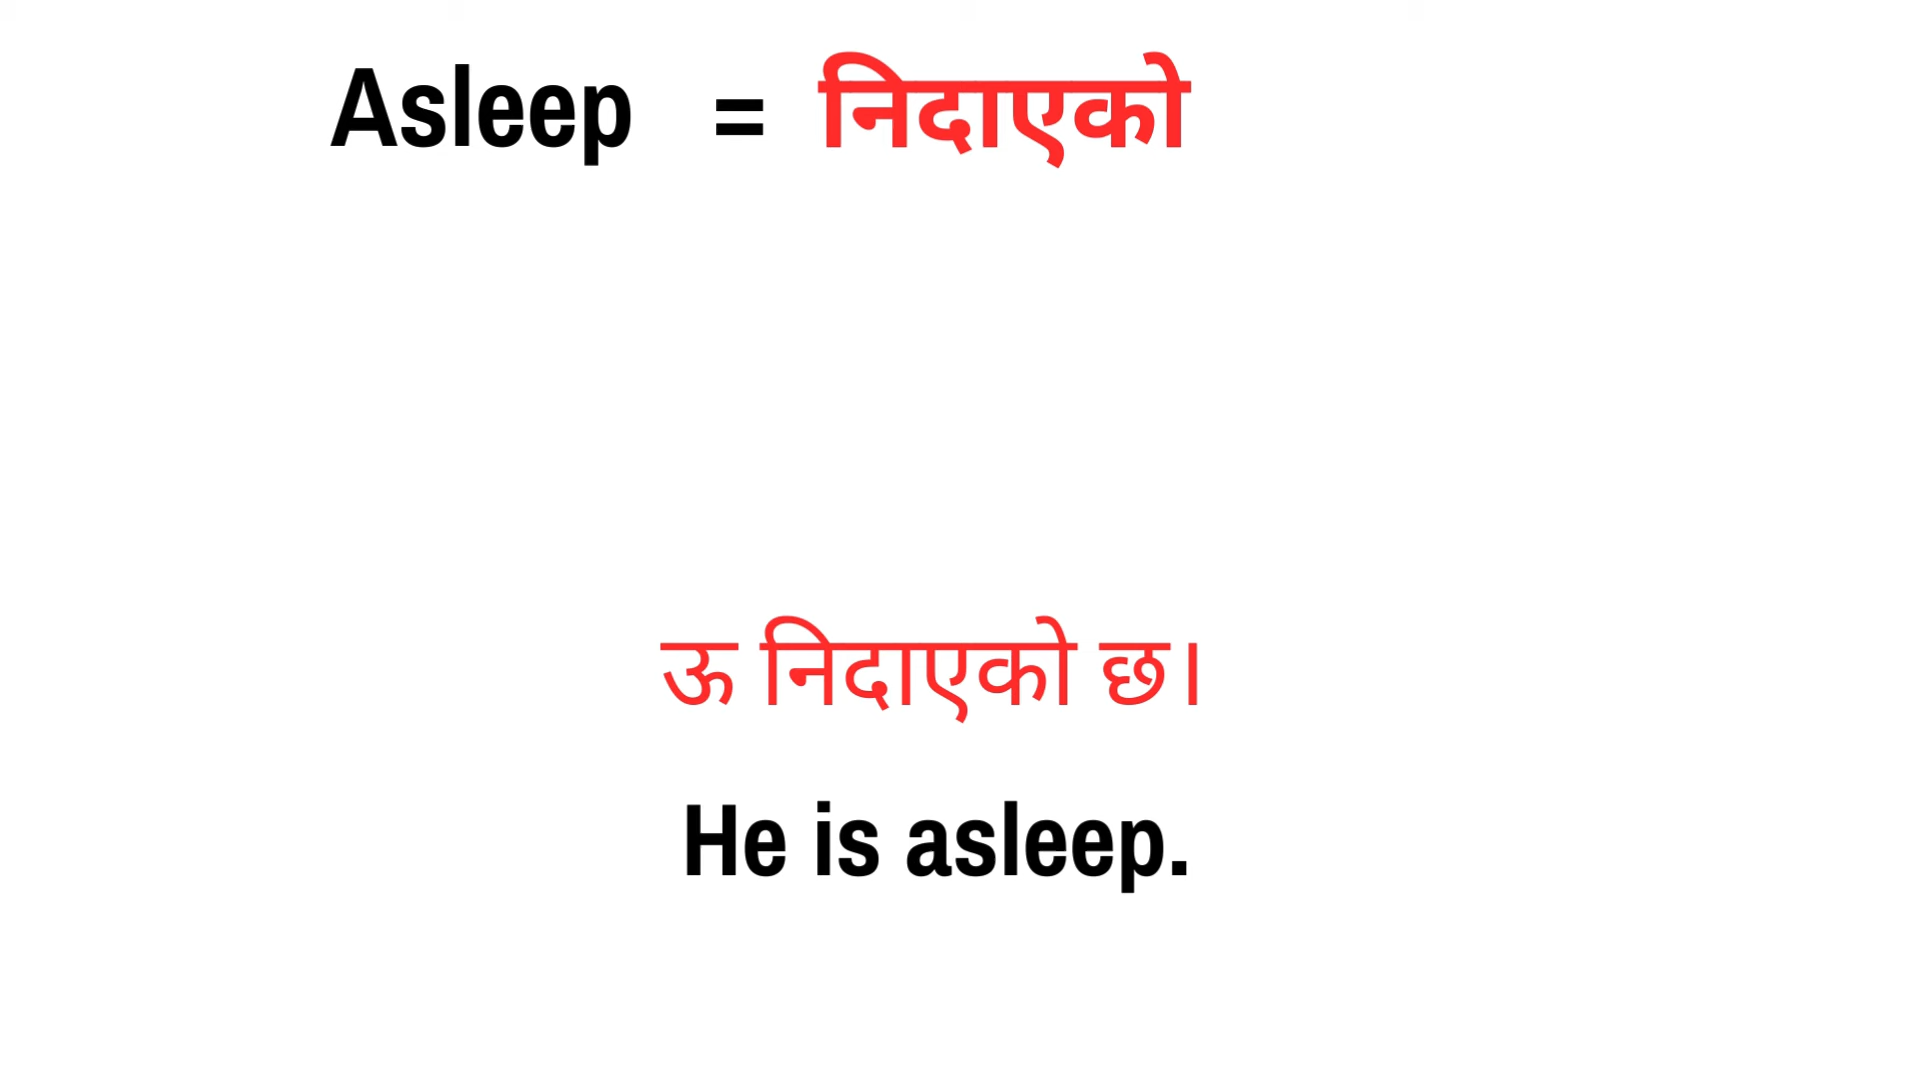 Asleep = निदाएको
ऊ निदाएको छ।
He is asleep.